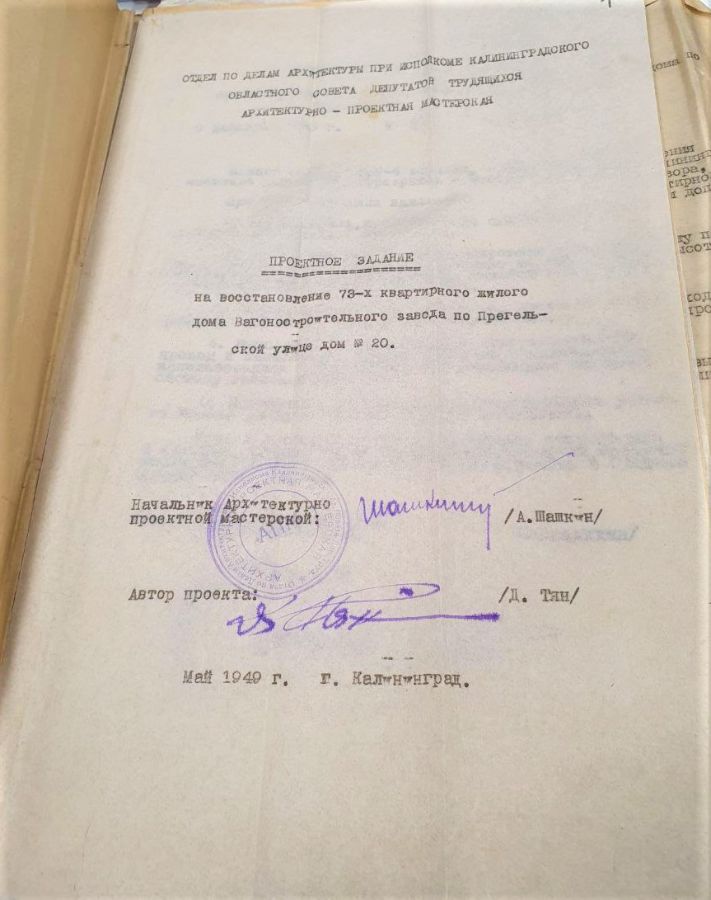 ОТДЕЛ ПО ДЕЛАМ АРХИТЕКТУРЫ ПРИ ИСПОЛКОМЕ КАЛИНИНГРАДСКОГО
ОБЛАСТНОГО СОВЕТА ДЕПУТАТОВ ТРУДЯЩИХСЯ
АРХИТЕКТУРНО - ПРОЕКТНАЯ МАСТЕРСКАЯ
ПРОЕКТНОЕ ЗАДАНИЕ
на восстановление 73-х квартирного жилого
дома Вагоностроительного завода по Прегель-
ской улице дом № 20.
Начальник Архитектурно
проектной мастерской: Шашкин /А.Шашкин/
Автор проекта: Тян /Д. Тян/
Май 1949 г. г. Калининград.